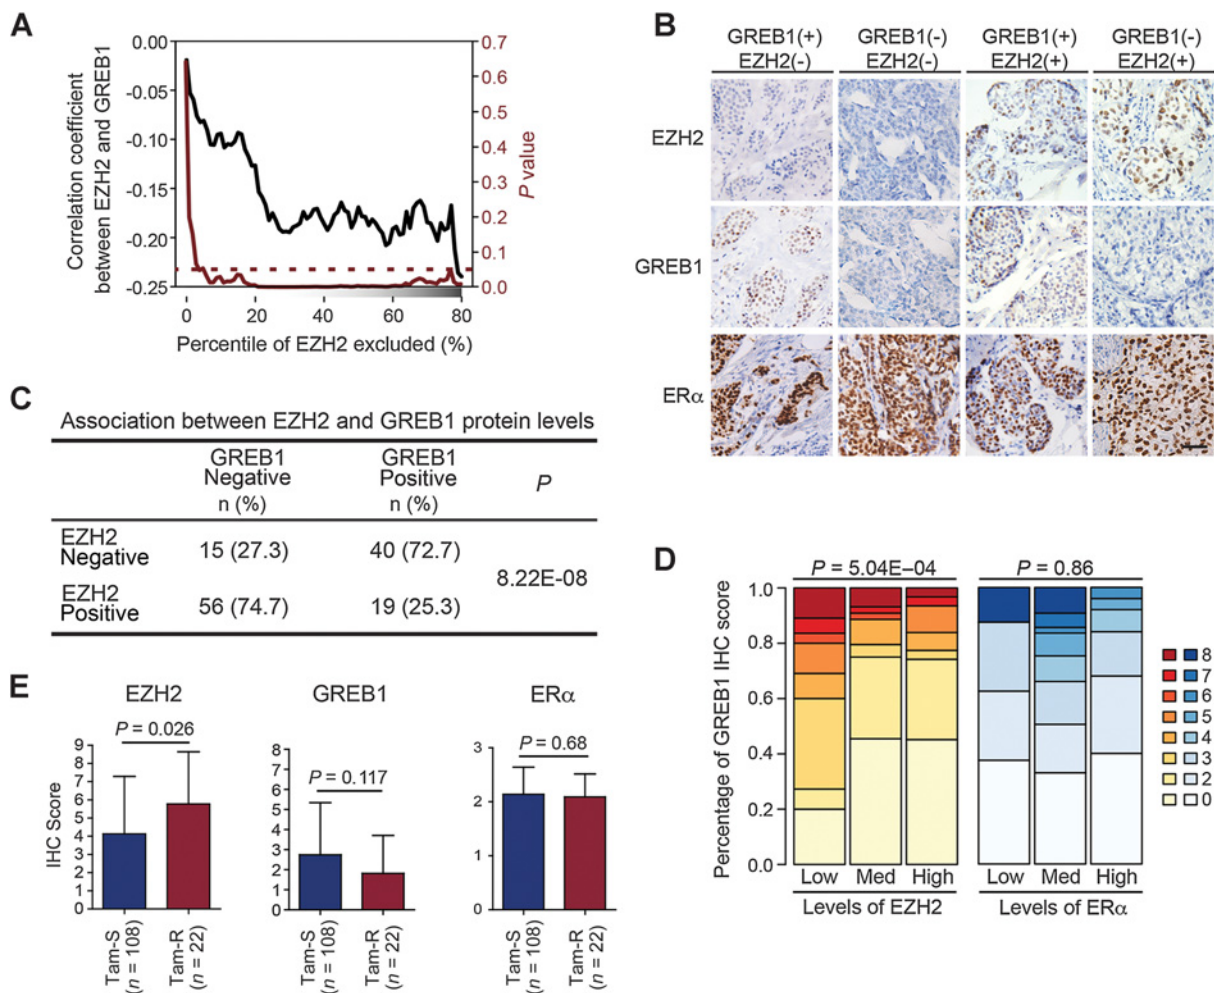 A
Correlation coefficient
between EZH2 and GREB1
0.00
-0.05
-0.10
-0.15
-0.20
-0.25
0.7
0.6
0.5
0.4
0.3
0.2
0.1
0.0
P value
0 20 40 60 80
Percentile of EZH2 excluded (%)
B
GREB1(+) GREB1(-) GREB1(+) GREB1(-)
EZH2(-) EZH2(-) EZH2(+) EZH2(+)
EZH2
GREB1
ERα
C
Association between EZH2 and GREB1 protein levels
GREB1 GREB1
Negative Positive P
n (%) n (%)
EZH2
Negative 15 (27.3) 40 (72.7)
8.22E-08
EZH2
Positive 56 (74.7) 19 (25.3)
D
P = 5.04E–04 P = 0.86
Percentage of GREB1 IHC score
1.0
0.8
0.6
0.4
0.2
0.0
Low Med High Low Med High
Levels of EZH2 Levels of ERα
8
7
6
5
4
3
2
0
E
EZH2
P = 0.026
IHC Score
9
8
7
6
5
4
3
2
1
0
Tam-S
(n = 108)
Tam-R
(n = 22)
GREB1
P = 0.117
8
7
6
5
4
3
2
1
0
Tam-S
(n = 108)
Tam-R
(n = 22)
ERα
P = 0.68
3
2
1
0
Tam-S
(n = 108)
Tam-R
(n = 22)